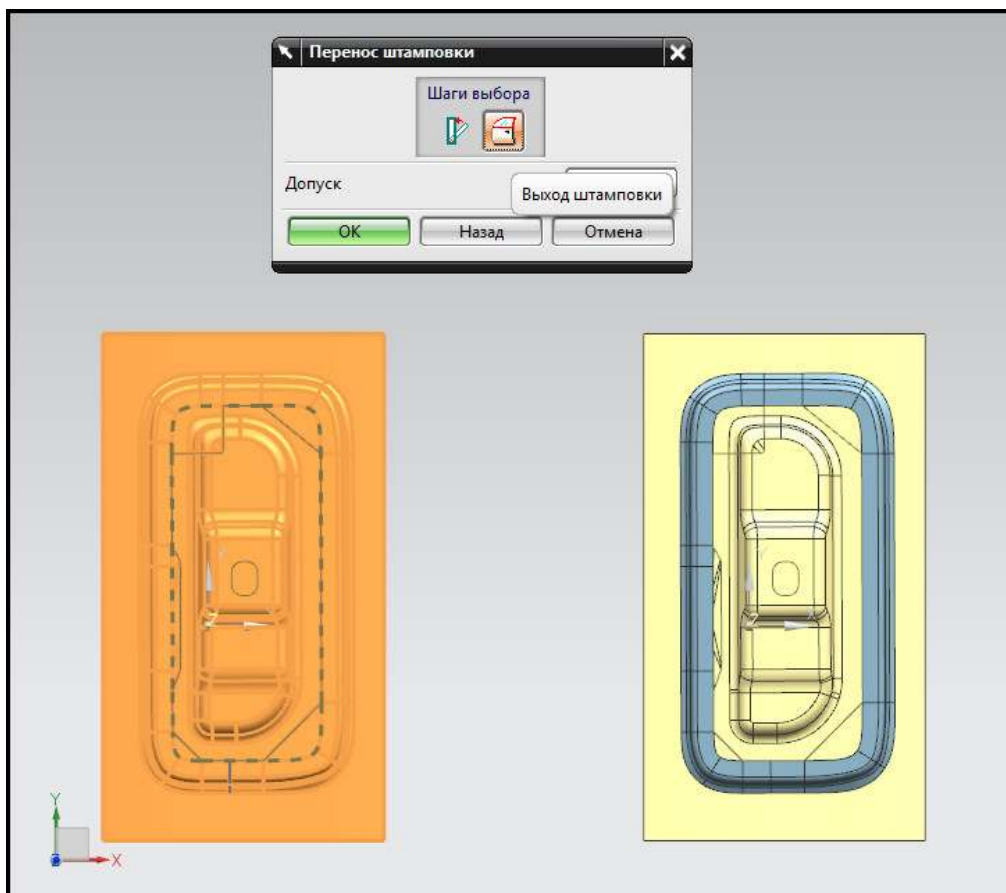 Перенос штамповки
Шаги выбора
Допуск
Выход штамповки
OK
Назад
Отмена
Y
X